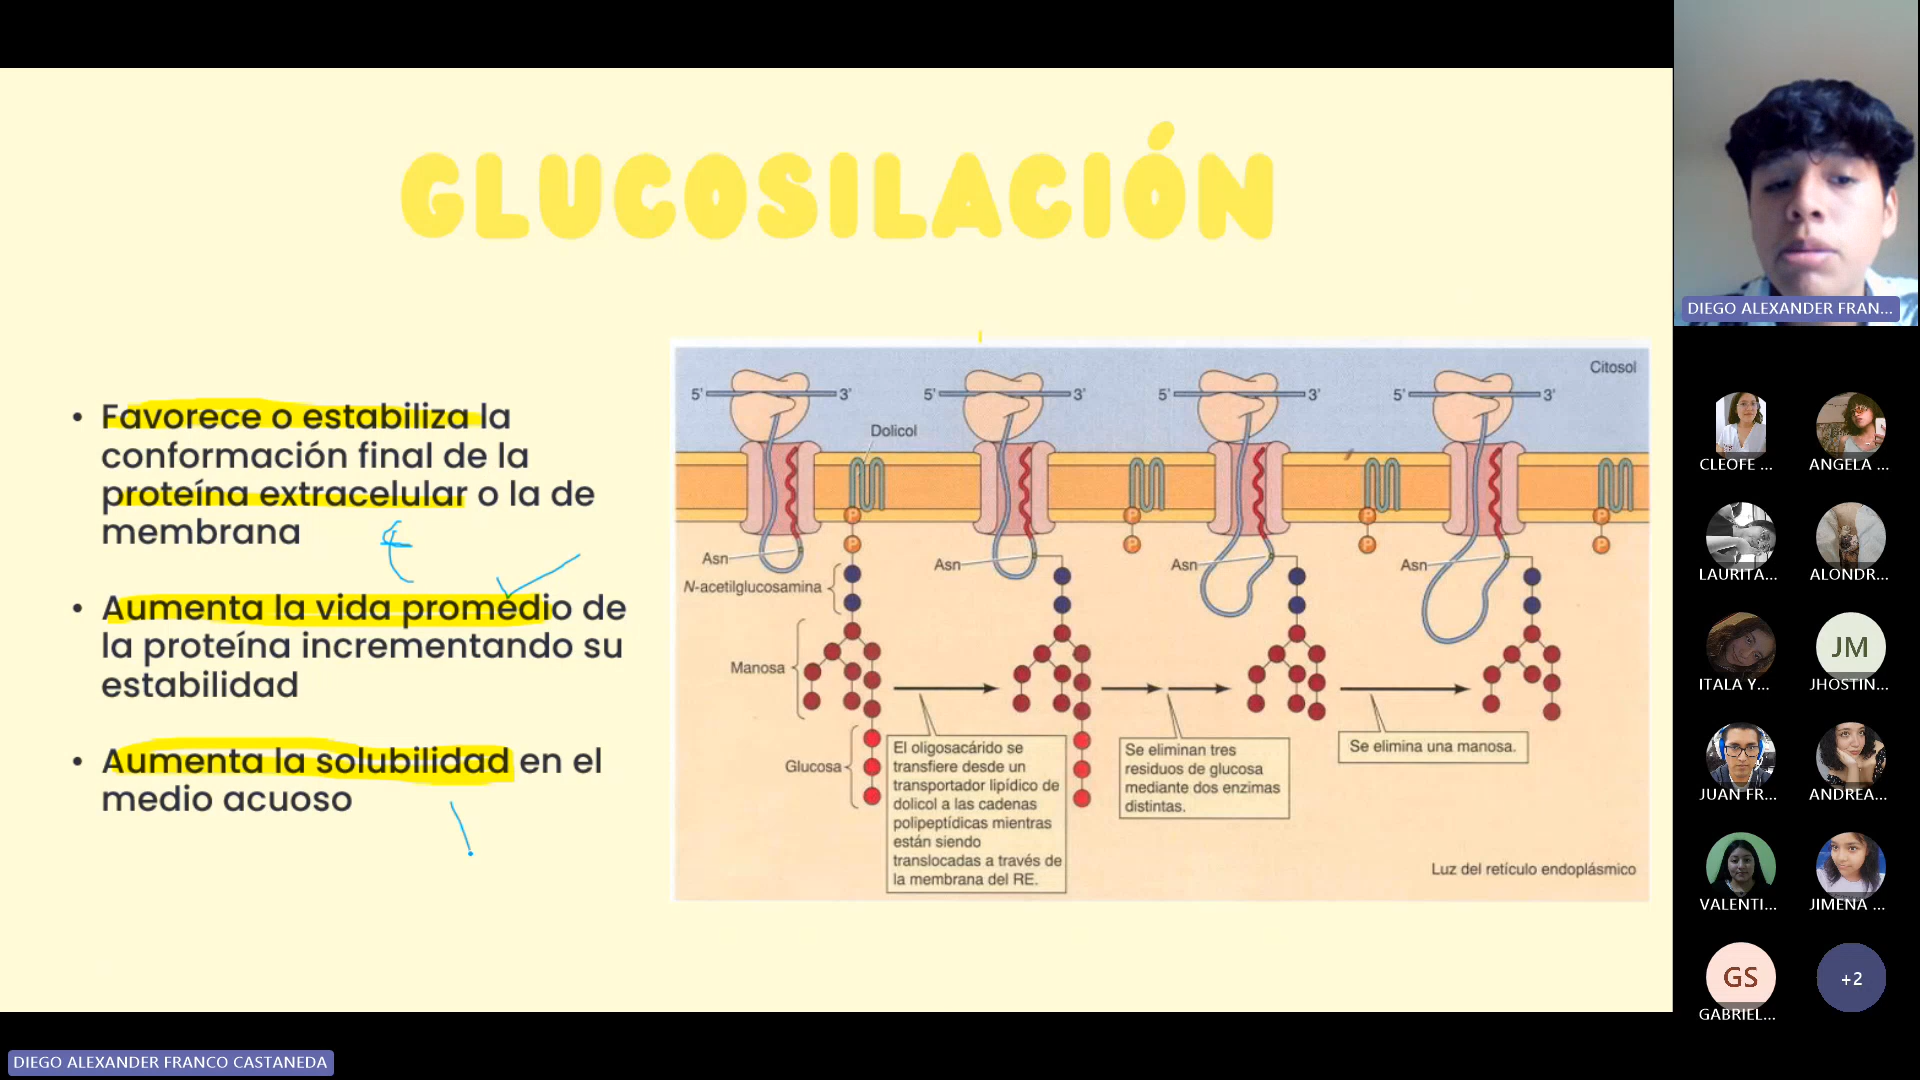 GLUCOSILACIÓN
DIEGO ALEXANDER FRAN...
• Favorece o estabiliza la
conformación final de la
proteína extracelular o la de
membrana
• Aumenta la vida promedio de
la proteína incrementando su
estabilidad
• Aumenta la solubilidad en el
medio acuoso
Citosol
5' 3' 5' 3' 5' 3' 5' 3'
Dolicol
P P P P
P P P P
Asn Asn Asn Asn
N-acetilglucosamina
Manosa
Glucosa
El oligosacárido se
transfiere desde un
transportador lipídico de
dolicol a las cadenas
polipeptídicas mientras
están siendo
translocadas a través de
la membrana del RE.
Se eliminan tres
residuos de glucosa
mediante dos enzimas
distintas.
Se elimina una manosa.
Luz del retículo endoplásmico
CLEOFE ... ANGELA ...
LAURITA... ALONDR...
JM
ITALA Y... JHOSTIN...
JUAN FR... ANDREA...
VALENTI... JIMENA ...
GS +2
GABRIEL...
DIEGO ALEXANDER FRANCO CASTANEDA